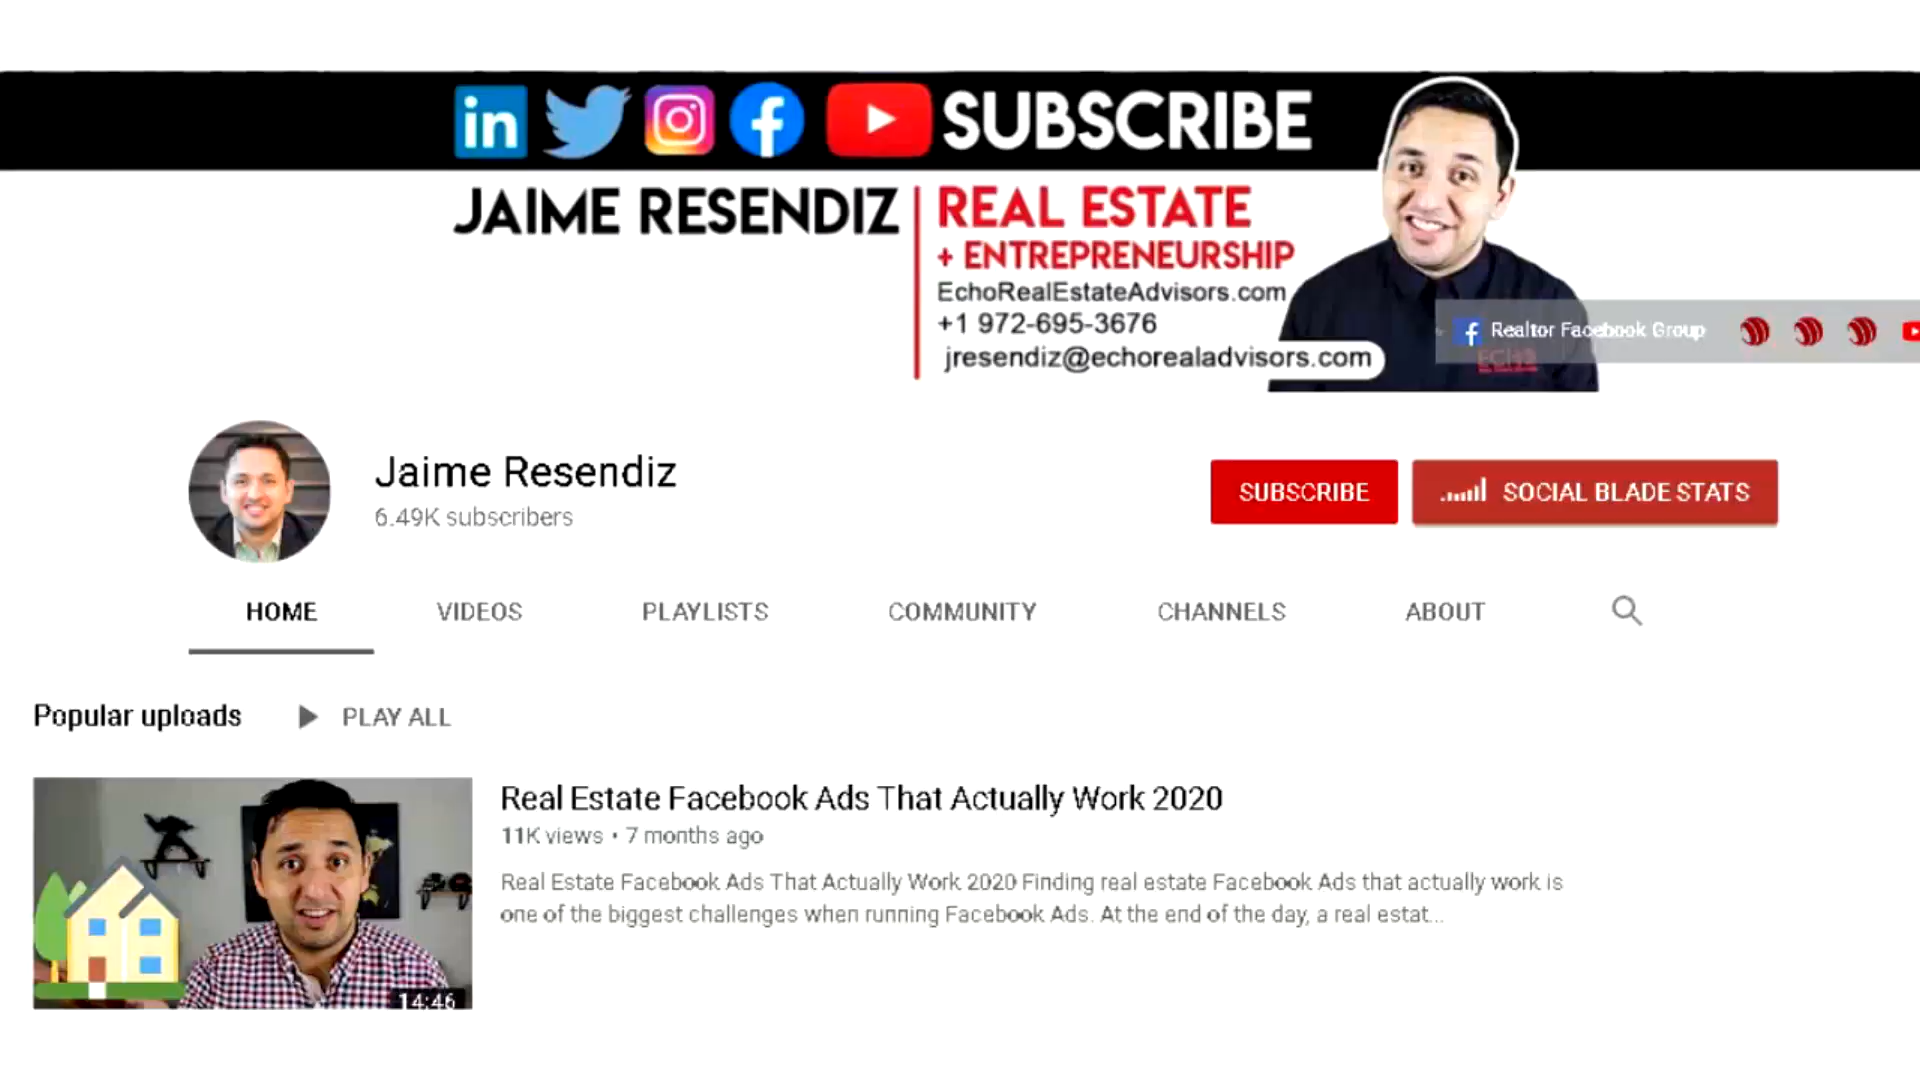 in SUBSCRIBE
JAIME RESENDIZ
REAL ESTATE
+ ENTREPRENEURSHIP
EchoRealEstateAdvisors.com
+1 972-695-3676
jresendiz@echorealadvisors.com
Realtor Facebook Group
ECHO
Jaime Resendiz
6.49K subscribers
SUBSCRIBE
SOCIAL BLADE STATS
HOME VIDEOS PLAYLISTS COMMUNITY CHANNELS ABOUT
Popular uploads PLAY ALL
Real Estate Facebook Ads That Actually Work 2020
11K views • 7 months ago
Real Estate Facebook Ads That Actually Work 2020 Finding real estate Facebook Ads that actually work is
one of the biggest challenges when running Facebook Ads. At the end of the day, a real estat...
14:46